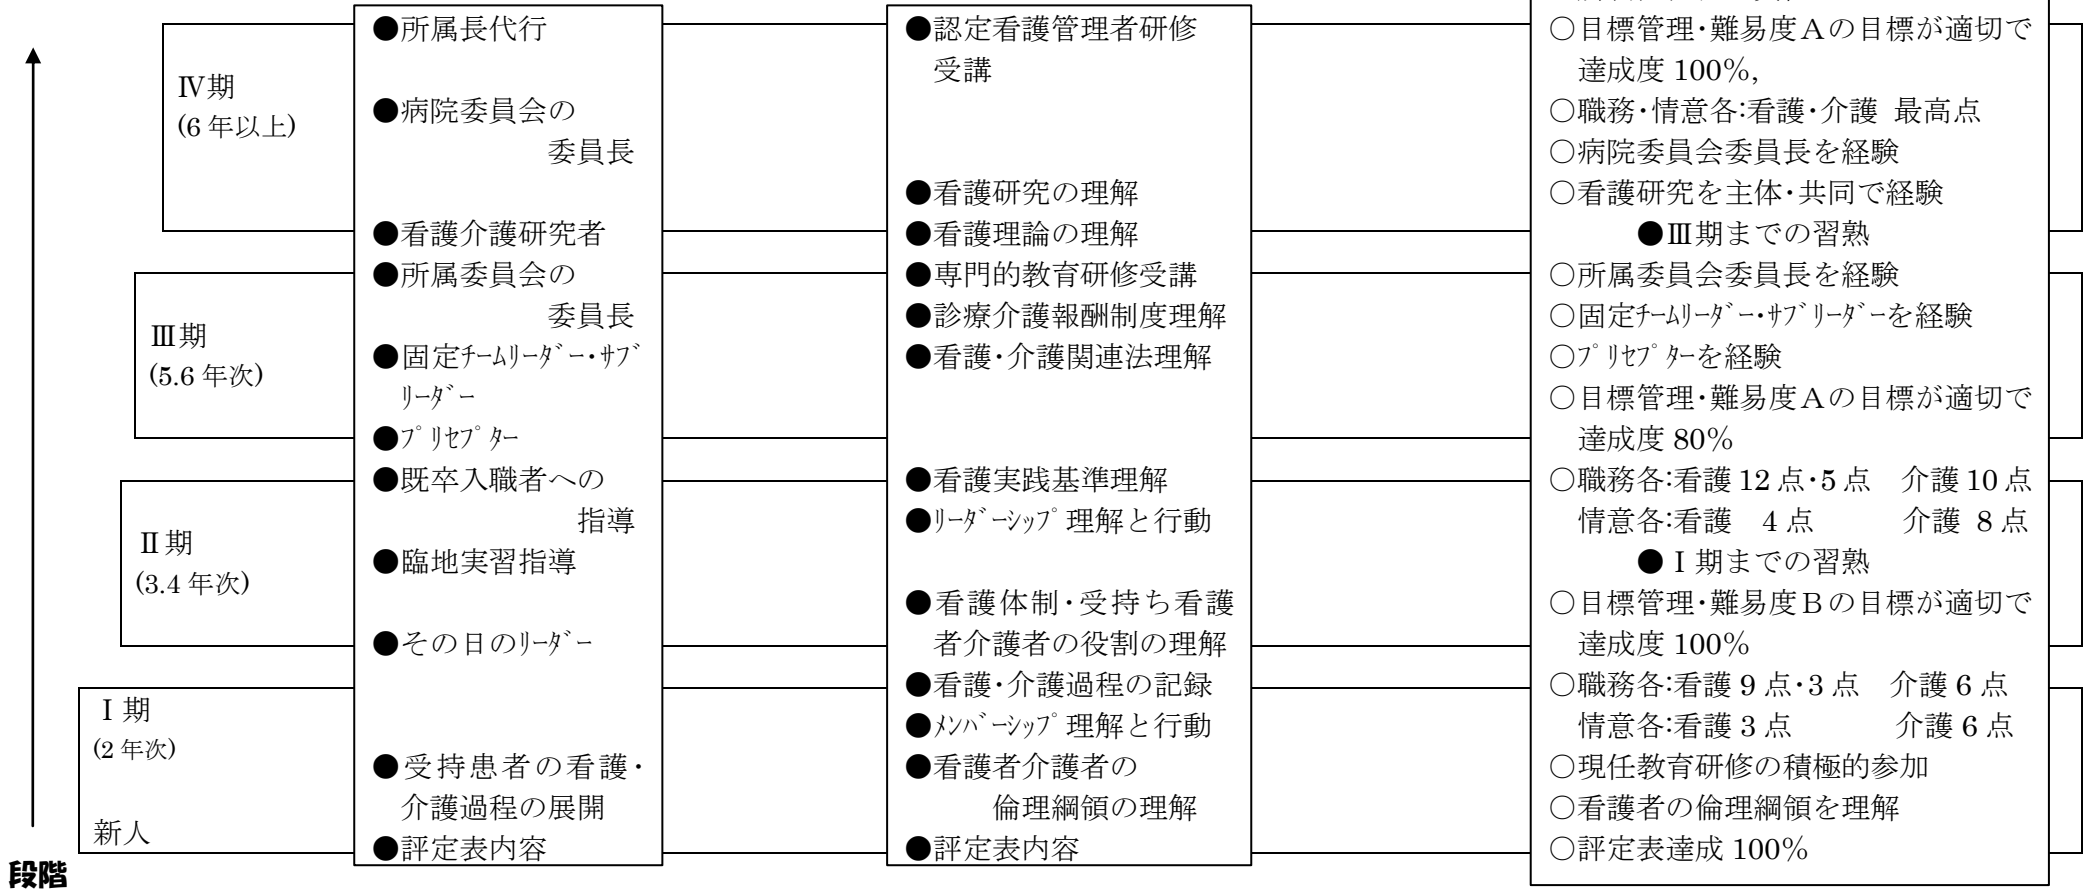 Ⅳ期
(6年以上)
Ⅲ期
(5.6年次)
Ⅱ期
(3.4年次)
Ⅰ期
(2年次)
新人
段階
●所属長代行
●病院委員会の
委員長
●看護介護研究者
●所属委員会の
委員長
●固定ﾁｰﾑﾘｰﾀﾞｰ・ｻﾌﾞ
ﾘｰﾀﾞｰ
●ﾌﾟﾘｾﾌﾟﾀｰ
●既卒入職者への
指導
●臨地実習指導
●その日のﾘｰﾀﾞｰ
●受持患者の看護・
介護過程の展開
●評定表内容
●認定看護管理者研修
受講
●看護研究の理解
●看護理論の理解
●専門的教育研修受講
●診療介護報酬制度理解
●看護・介護関連法理解
●看護実践基準理解
●ﾘｰﾀﾞｰｼｯﾌﾟ理解と行動
●看護体制・受持ち看護
者介護者の役割の理解
●看護・介護過程の記録
●ﾒﾝﾊﾞｰｼｯﾌﾟ理解と行動
●看護者介護者の
倫理綱領の理解
●評定表内容
○目標管理・難易度Aの目標が適切で
達成度100%,
○職務・情意各:看護・介護 最高点
○病院委員会委員長を経験
○看護研究を主体・共同で経験
●Ⅲ期までの習熟
○所属委員会委員長を経験
○固定ﾁｰﾑﾘｰﾀﾞｰ・ｻﾌﾞﾘｰﾀﾞｰを経験
○ﾌﾟﾘｾﾌﾟﾀｰを経験
○目標管理・難易度Aの目標が適切で
達成度80%
○職務各:看護12点・5点 介護10点
情意各:看護 4点 介護 8点
●Ⅰ期までの習熟
○目標管理・難易度Bの目標が適切で
達成度100%
○職務各:看護9点・3点 介護6点
情意各:看護3点 介護6点
○現任教育研修の積極的参加
○看護者の倫理綱領を理解
○評定表達成100%